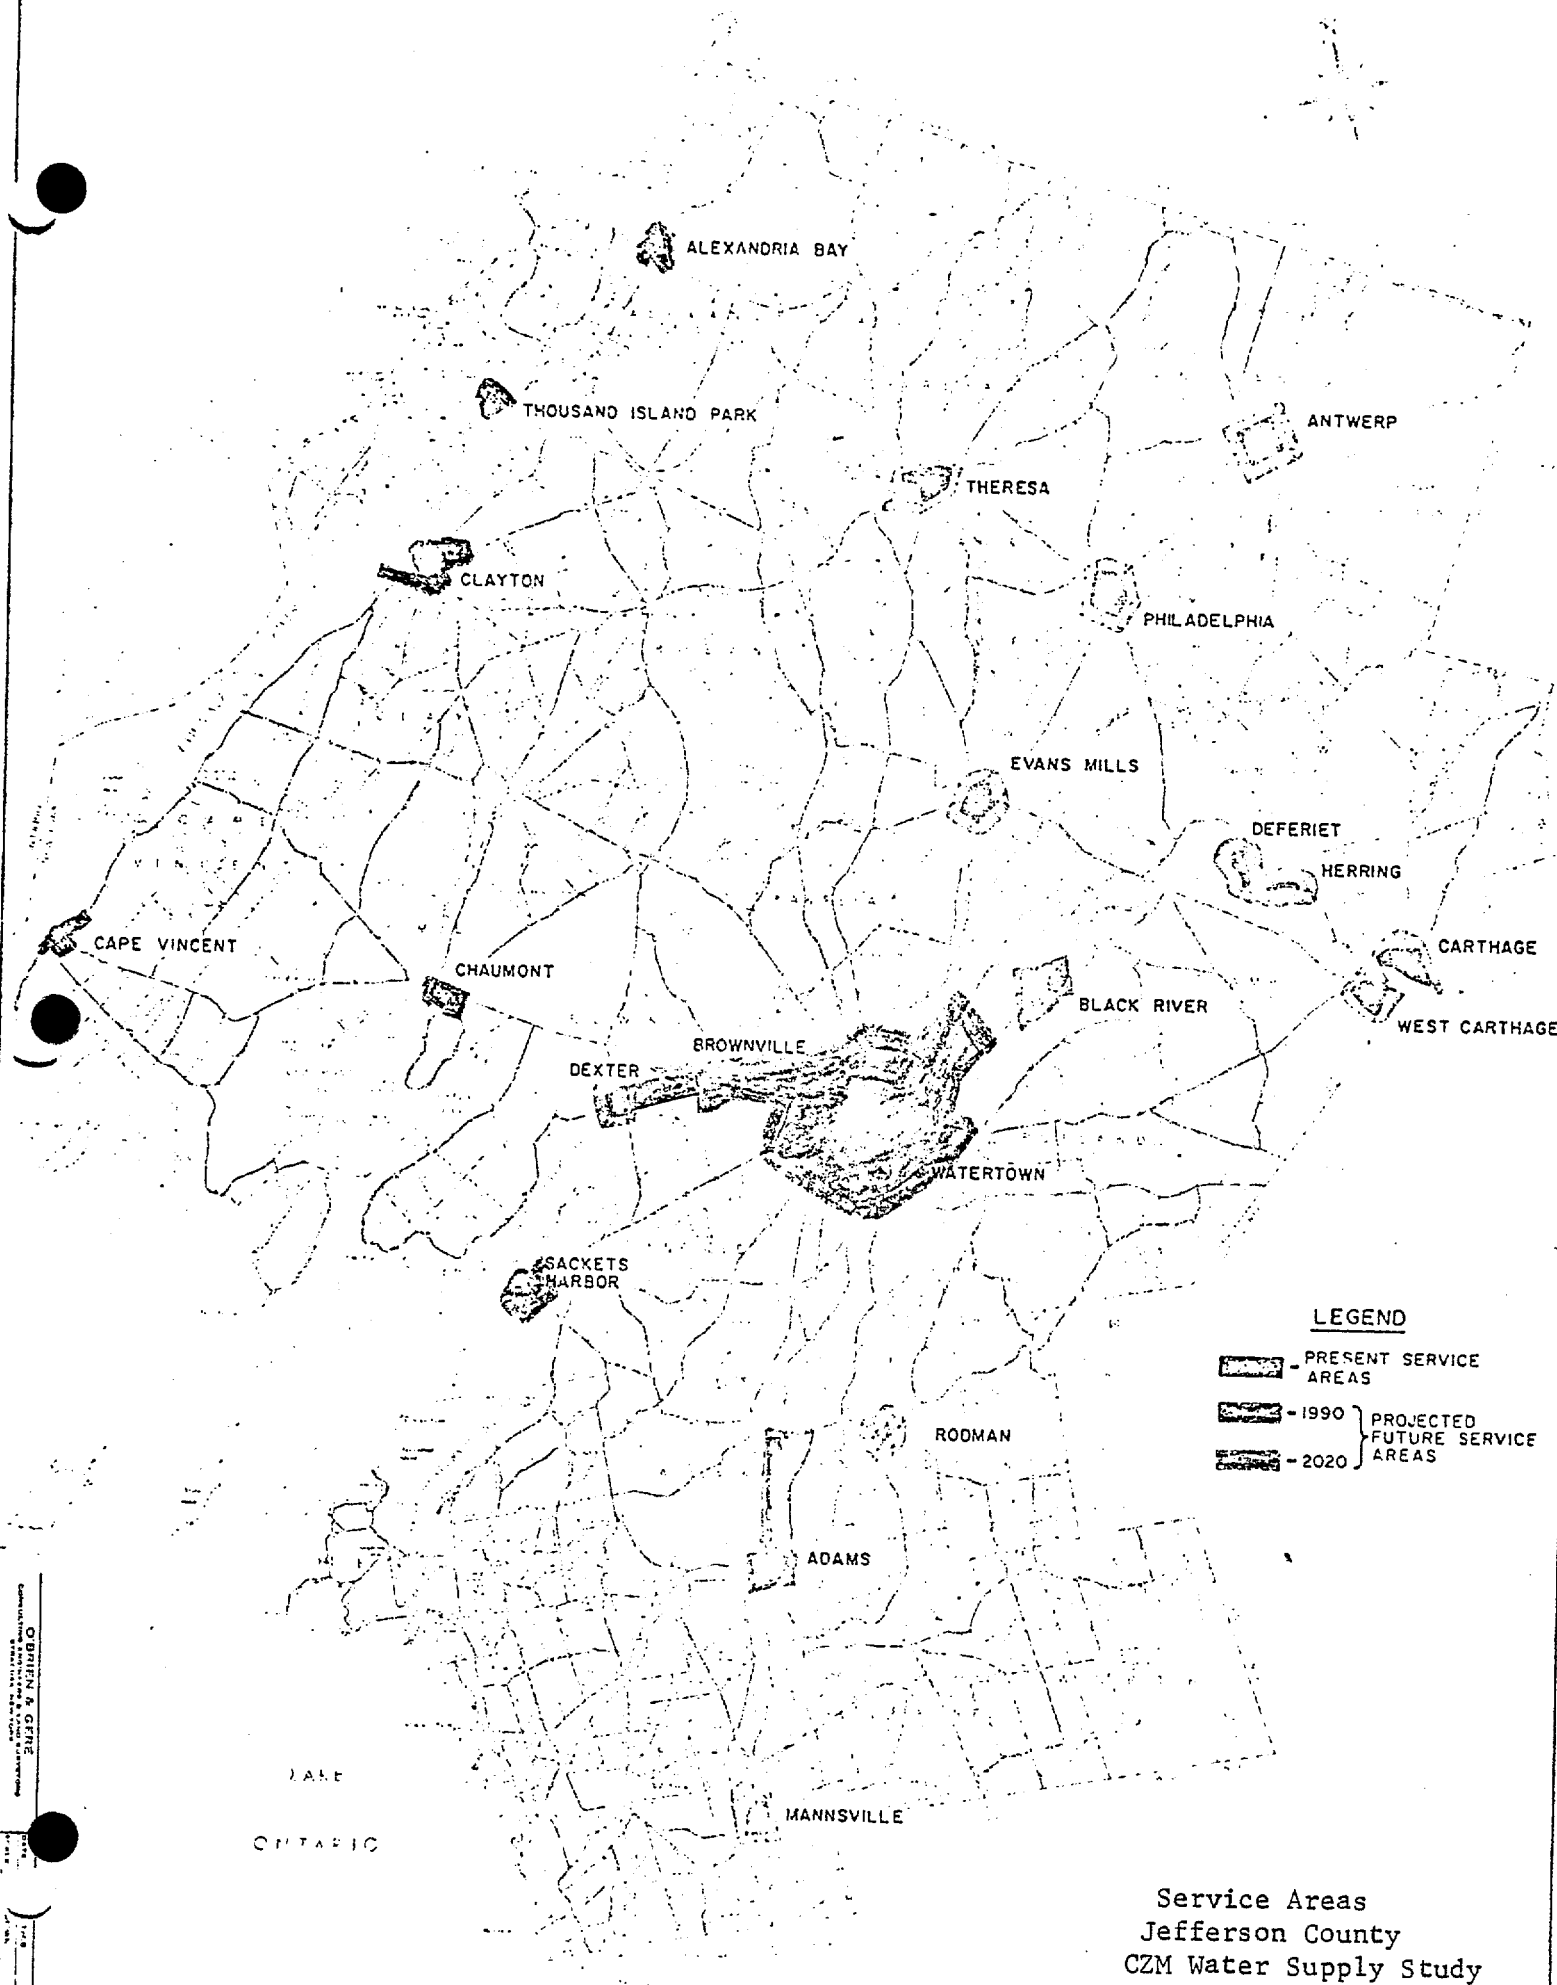 ALEXANDRIA BAY
THOUSAND ISLAND PARK
ANTWERP
THERESA
CLAYTON
PHILADELPHIA
EVANS MILLS
DEFERIET
HERRING
CAPE VINCENT
CARTHAGE
CHAUMONT
BLACK RIVER
WEST CARTHAGE
BROWNVILLE
DEXTER
WATERTOWN
SACKETS
HARBOR
LEGEND
- PRESENT SERVICE
AREAS
- 1990
PROJECTED
FUTURE SERVICE
AREAS
- 2020
RODMAN
ADAMS
O'BRIEN & GERE
LAKE
ONTARIO
MANNSVILLE
Service Areas
Jefferson County
CZM Water Supply Study